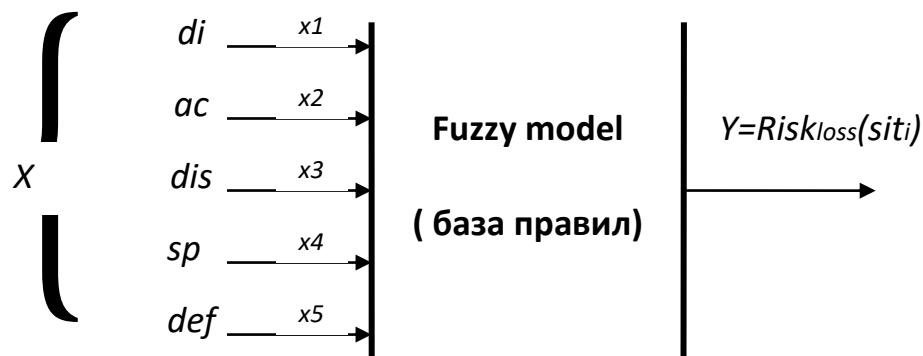 X
di x1
ac x2
dis x3
sp x4
def x5
Fuzzy model
( база правил)
Y=Riskloss(siti)